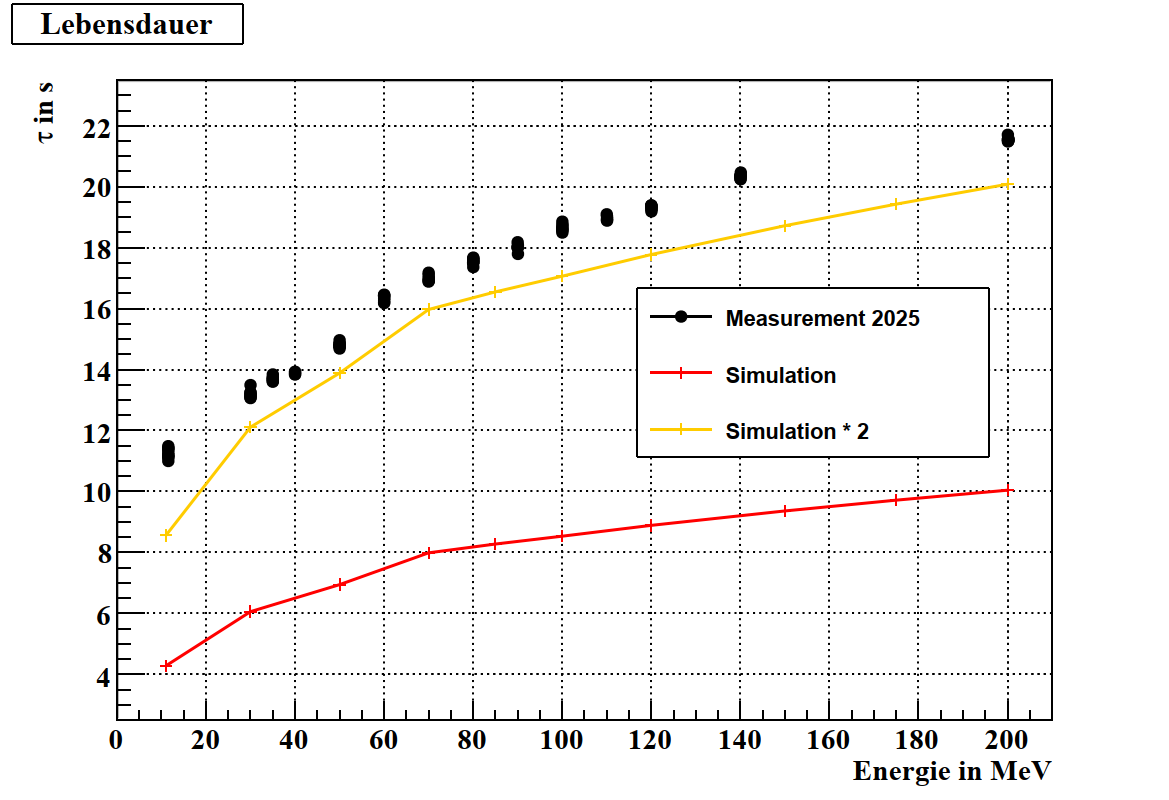 Lebensdauer
τ in s
22
20
18
16
14
12
10
8
6
4
Measurement 2025
Simulation
Simulation * 2
0 20 40 60 80 100 120 140 160 180 200
Energie in MeV